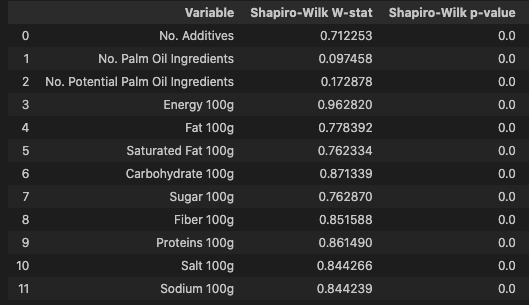 Variable Shapiro-Wilk W-stat Shapiro-Wilk p-value
0 No. Additives 0.712253 0.0
1 No. Palm Oil Ingredients 0.097458 0.0
2 No. Potential Palm Oil Ingredients 0.172878 0.0
3 Energy 100g 0.962820 0.0
4 Fat 100g 0.778392 0.0
5 Saturated Fat 100g 0.762334 0.0
6 Carbohydrate 100g 0.871339 0.0
7 Sugar 100g 0.762870 0.0
8 Fiber 100g 0.851588 0.0
9 Proteins 100g 0.861490 0.0
10 Salt 100g 0.844266 0.0
11 Sodium 100g 0.844239 0.0